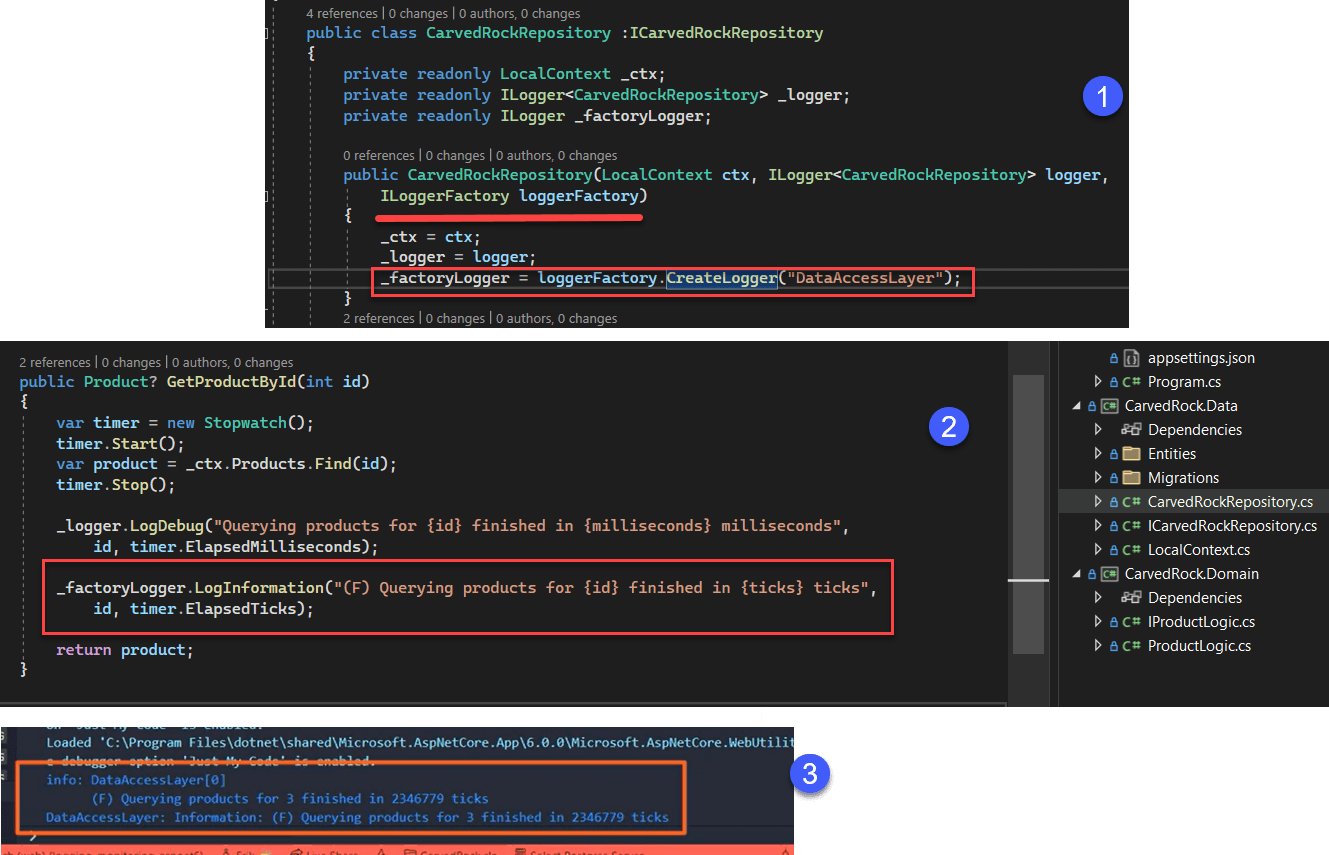 4 references | 0 changes | 0 authors, 0 changes
public class CarvedRockRepository :ICarvedRockRepository
{
private readonly LocalContext _ctx;
private readonly ILogger<CarvedRockRepository> _logger;
private readonly ILogger _factoryLogger;
1
0 references | 0 changes | 0 authors, 0 changes
public CarvedRockRepository(LocalContext ctx, ILogger<CarvedRockRepository> logger,
ILoggerFactory loggerFactory)
{
_ctx = ctx;
_logger = logger;
_factoryLogger = loggerFactory.CreateLogger("DataAccessLayer");
}
2 references | 0 changes | 0 authors, 0 changes
2 references | 0 changes | 0 authors, 0 changes
public Product? GetProductById(int id)
{
var timer = new Stopwatch();
timer.Start();
var product = _ctx.Products.Find(id);
timer.Stop();
_logger.LogDebug("Querying products for {id} finished in {milliseconds} milliseconds",
id, timer.ElapsedMilliseconds);
_factoryLogger.LogInformation("(F) Querying products for {id} finished in {ticks} ticks",
id, timer.ElapsedTicks);
return product;
}
2
appsettings.json
C# Program.cs
C# CarvedRock.Data
Dependencies
Entities
Migrations
C# CarvedRockRepository.cs
C# ICarvedRockRepository.cs
C# LocalContext.cs
C# CarvedRock.Domain
Dependencies
C# IProductLogic.cs
C# ProductLogic.cs
Loaded 'C:\Program Files\dotnet\shared\Microsoft.AspNetCore.App\6.0.0\Microsoft.AspNetCore.WebUtilit
e debugger option 'Just My Code' is enabled.
info: DataAccessLayer[0]
(F) Querying products for 3 finished in 2346779 ticks
DataAccessLayer: Information: (F) Querying products for 3 finished in 2346779 ticks
3